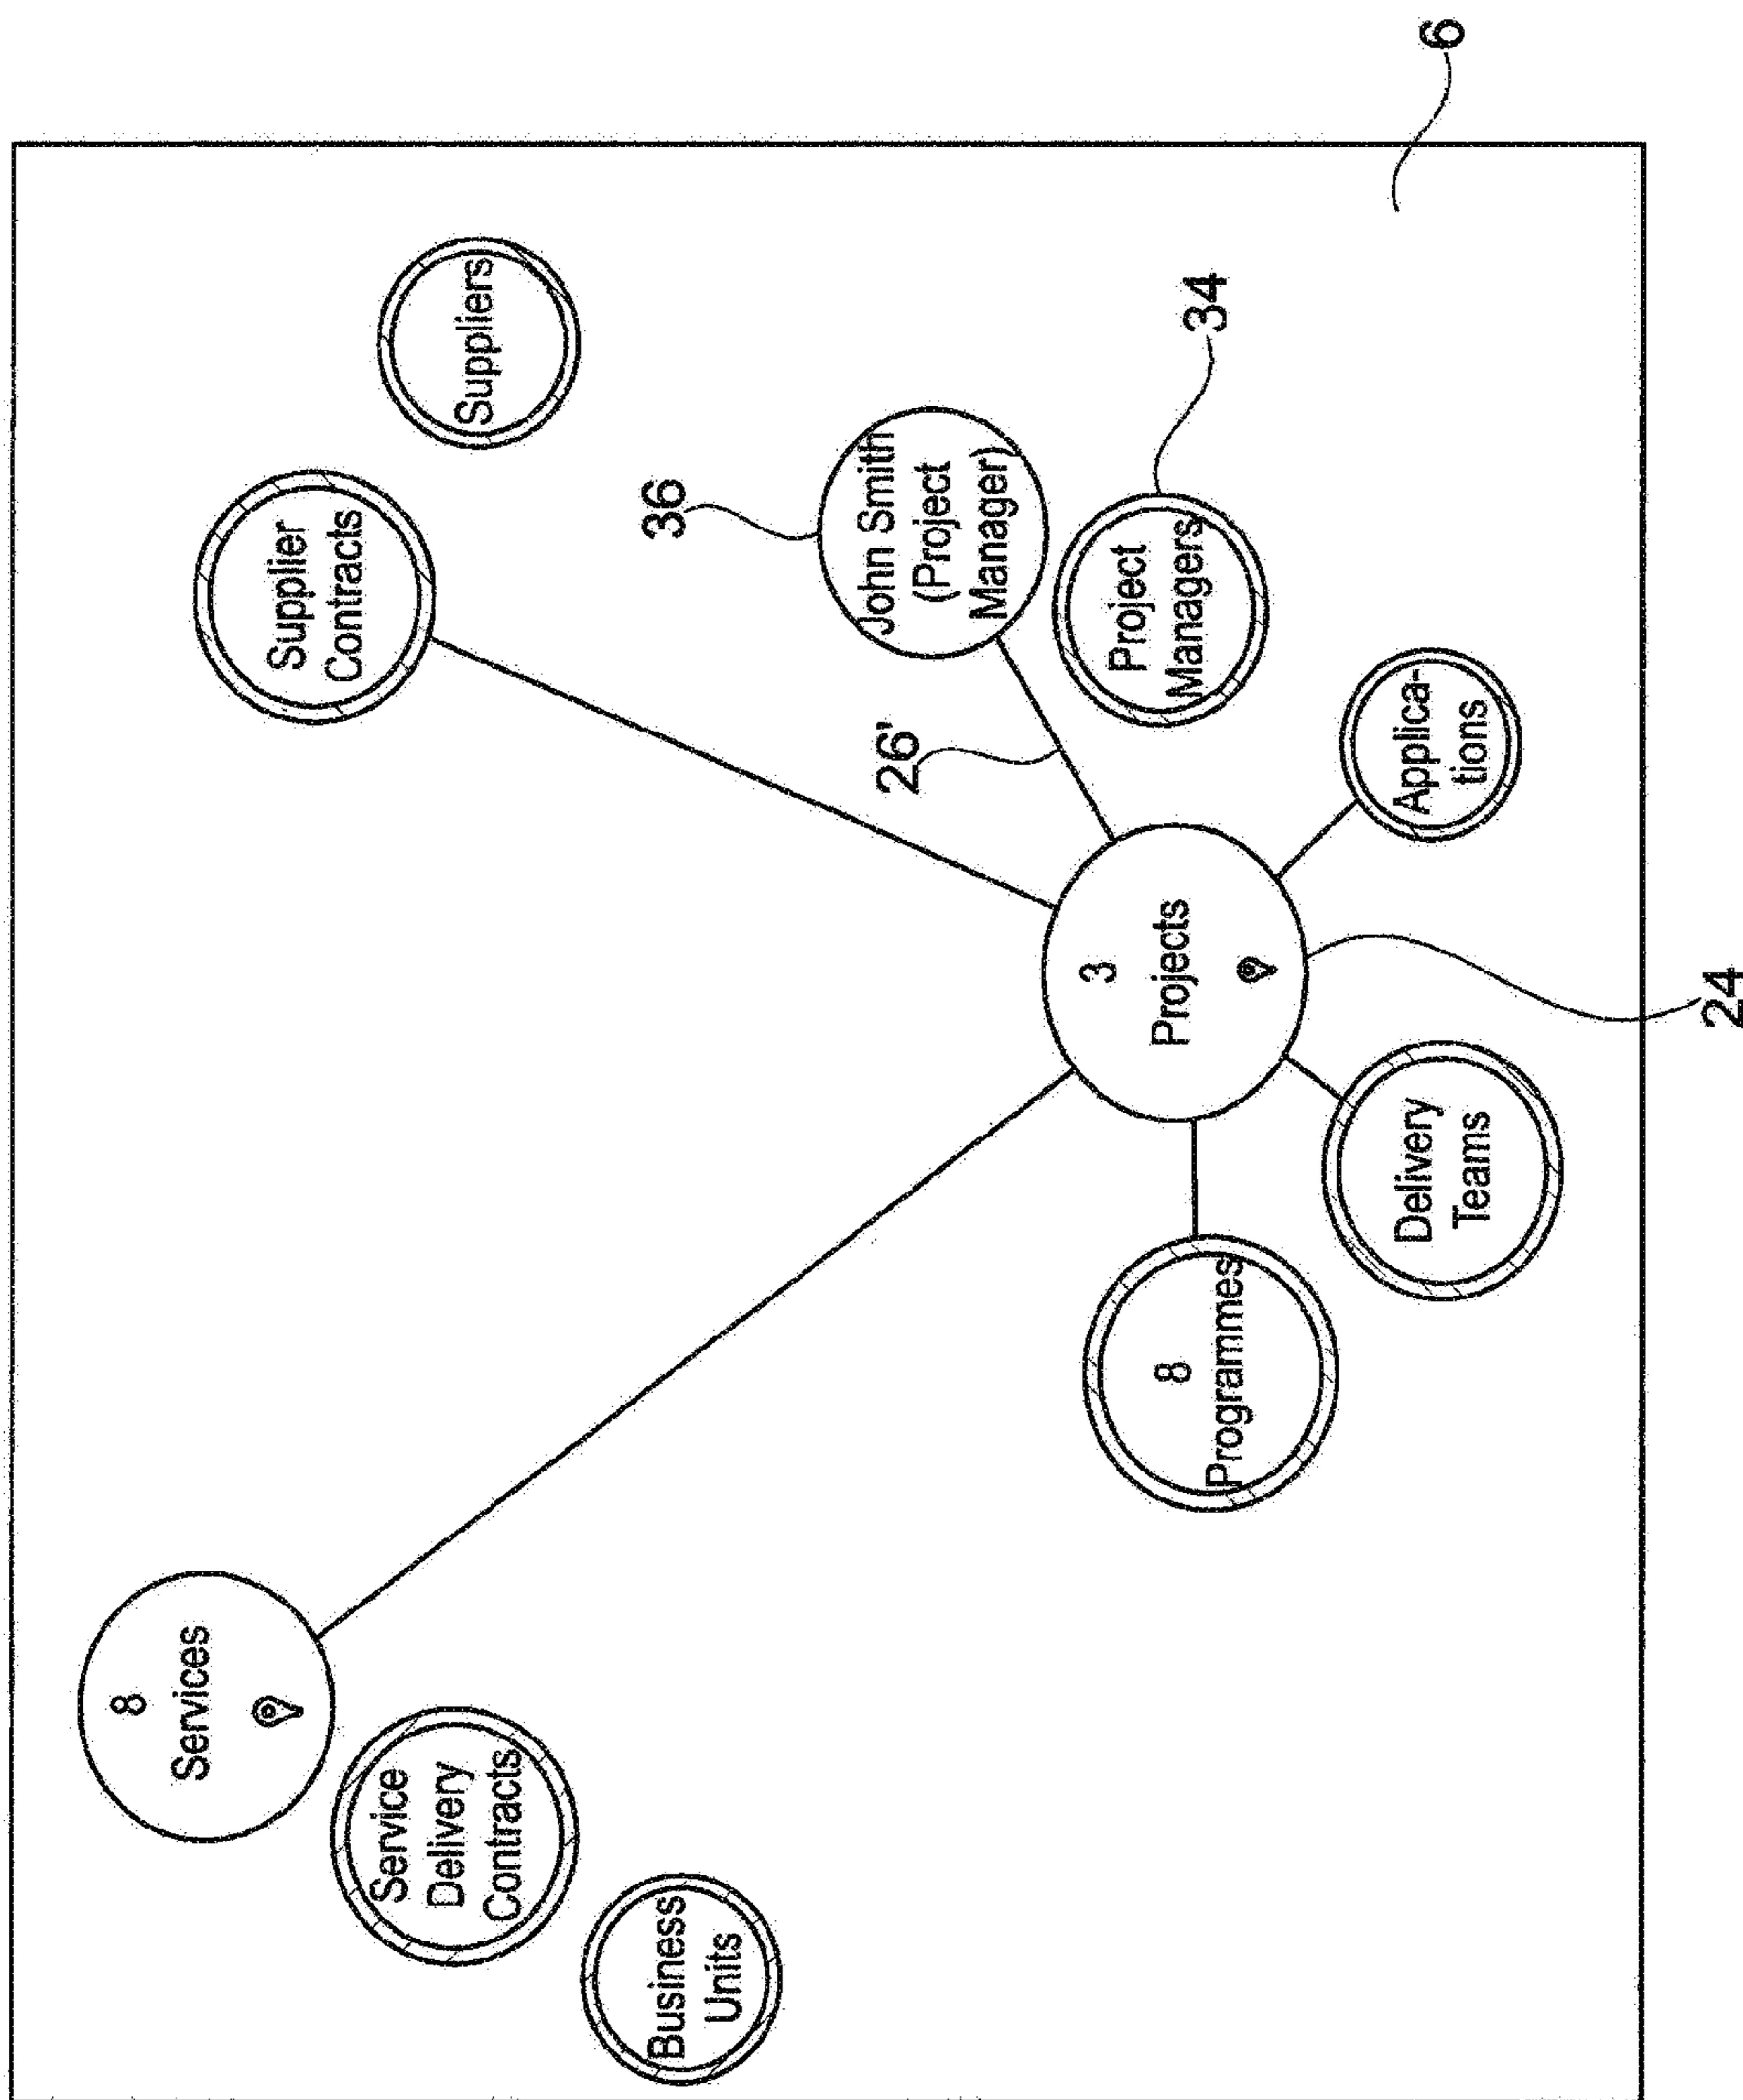 8
Services
Service
Delivery
Contracts
Business
Units
Supplier
Contracts
Suppliers
36
John Smith
(Project
Manager)
26'
Project
Managers
34
3
Projects
8
Programmes
Delivery
Teams
Applica-
tions
24
6